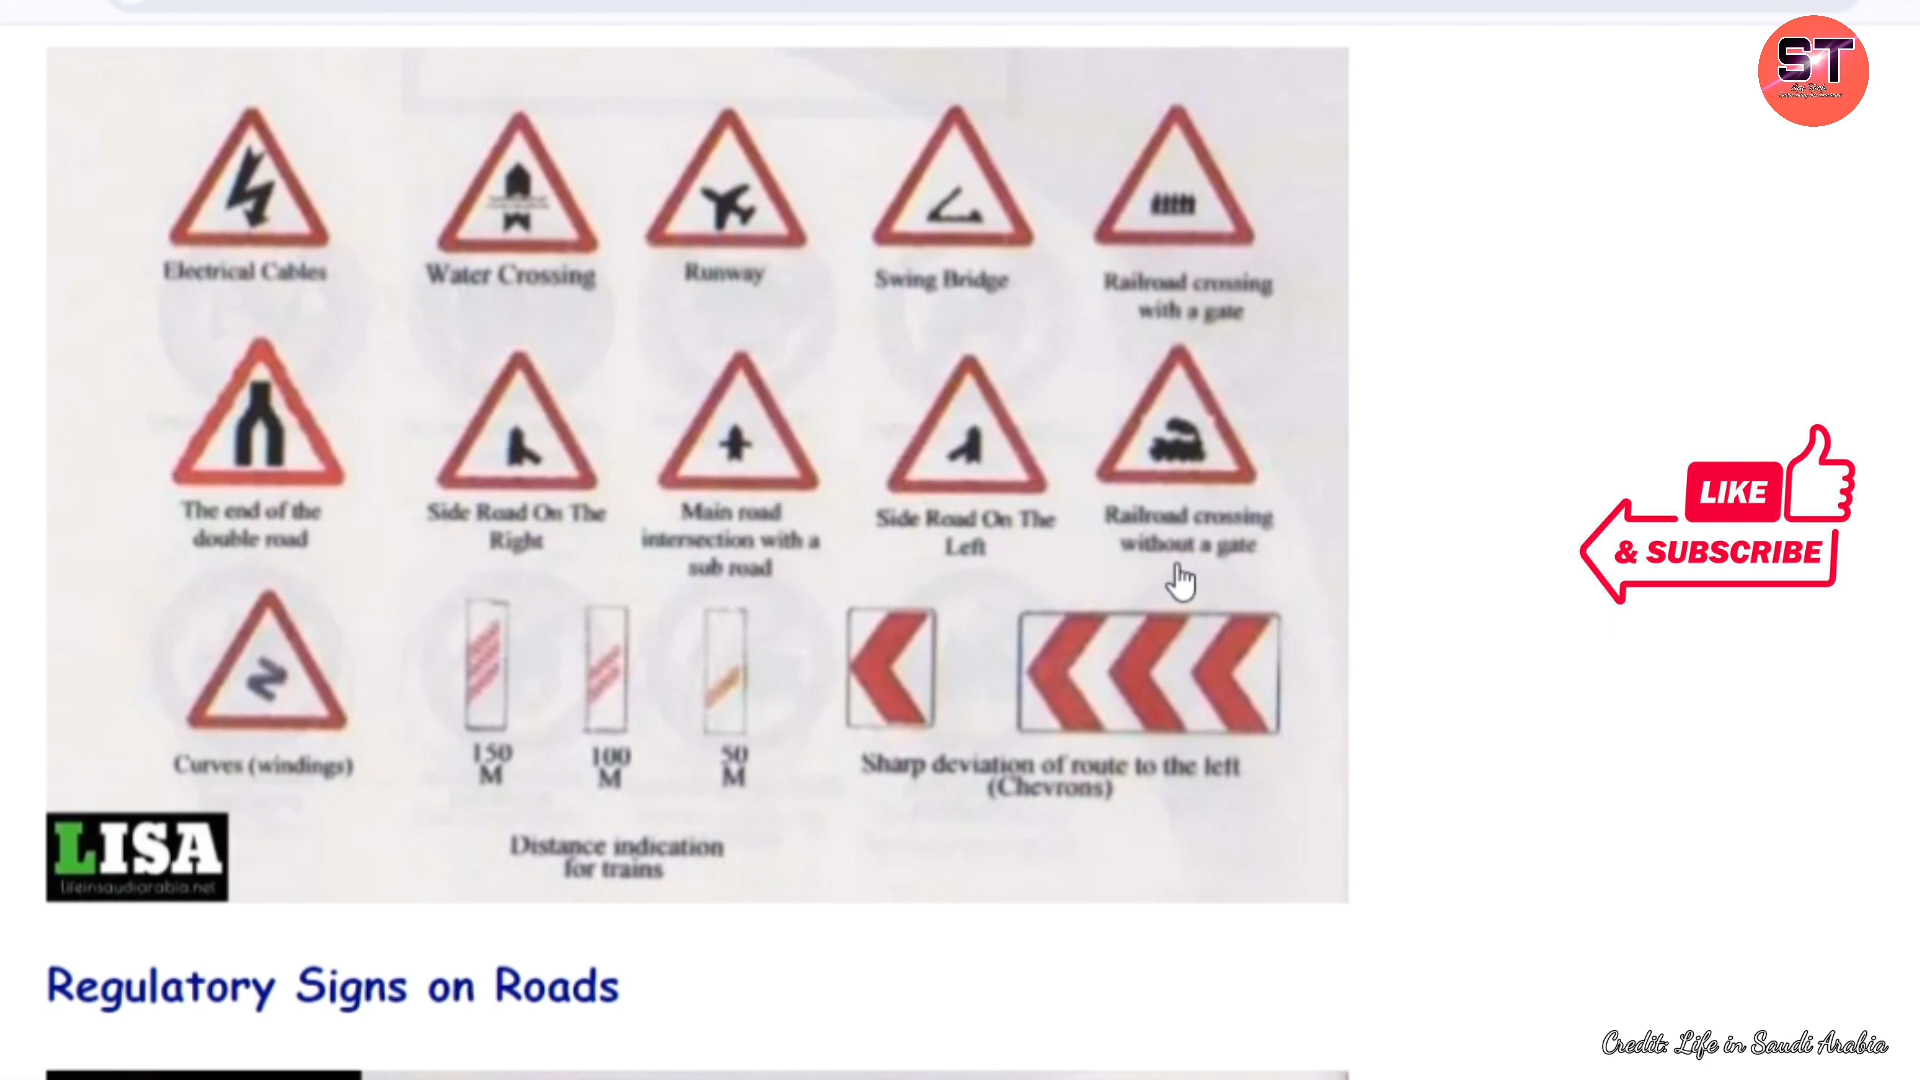 ST
Electrical Cables
Water Crossing
Runway
Swing Bridge
Railroad crossing
with a gate
The end of the
double road
Side Road On The
Right
Main road
intersection with a
sub road
Side Road On The
Left
Railroad crossing
without a gate
LIKE
& SUBSCRIBE
Curves (windings)
150
M
100
M
50
M
Sharp deviation of route to the left
(Chevrons)
Distance indication
for trains
LISA
lifeinsaudiarabia.net
Regulatory Signs on Roads
Credit: Life in Saudi Arabia